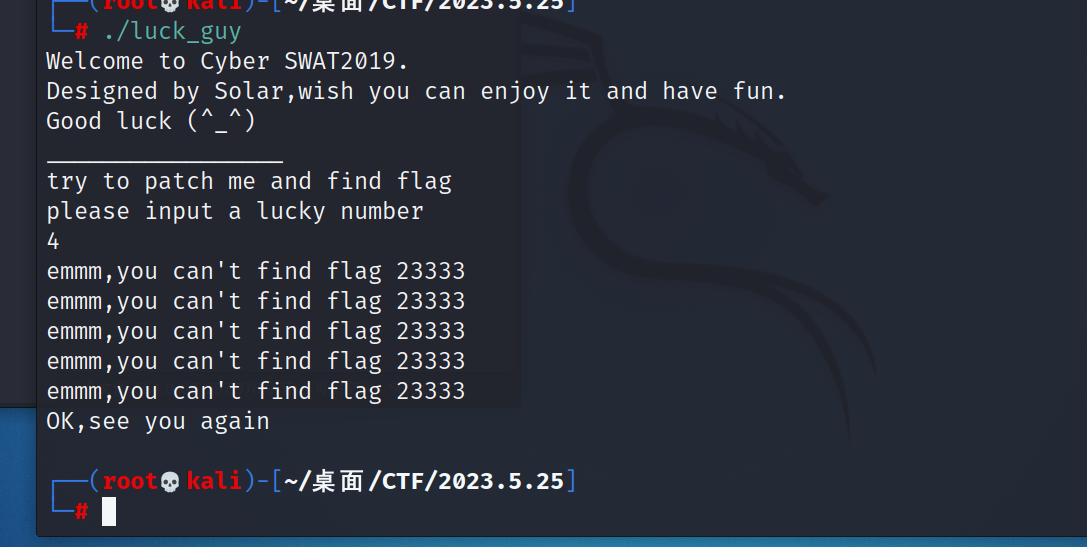 ┌──(root💀kali)-[~/桌面/CTF/2023.5.25]
└─# ./luck_guy
Welcome to Cyber SWAT2019.
Designed by Solar,wish you can enjoy it and have fun.
Good luck (^_^)
__________________
try to patch me and find flag
please input a lucky number
4
emmm,you can't find flag 23333
emmm,you can't find flag 23333
emmm,you can't find flag 23333
emmm,you can't find flag 23333
emmm,you can't find flag 23333
OK,see you again
┌──(root💀kali)-[~/桌面/CTF/2023.5.25]
└─#